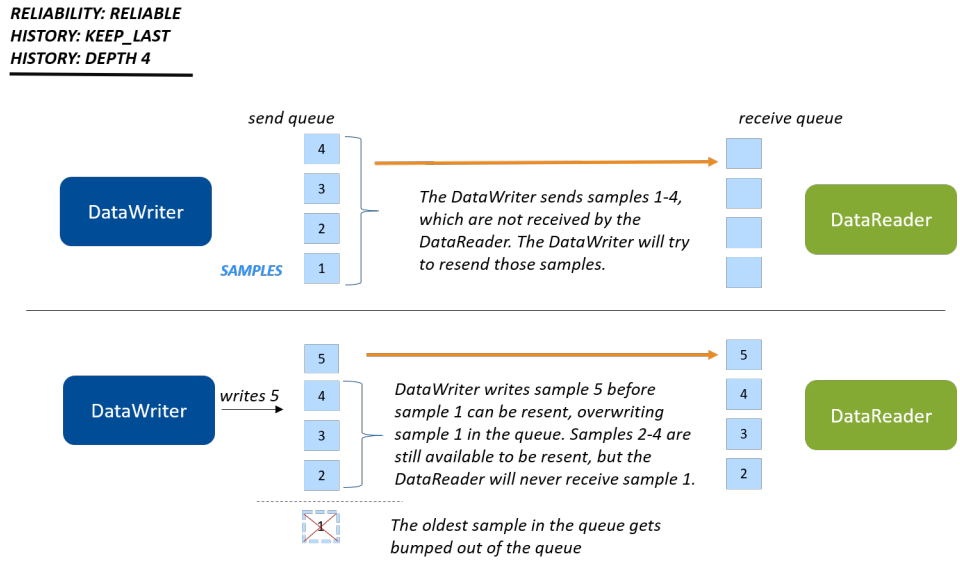 RELIABILITY: RELIABLE
HISTORY: KEEP_LAST
HISTORY: DEPTH 4
send queue
receive queue
4
3
2
1
DataWriter
SAMPLES
The DataWriter sends samples 1-4,
which are not received by the
DataReader. The DataWriter will try
to resend those samples.
DataReader
DataWriter
writes 5
5
4
3
2
DataWriter writes sample 5 before
sample 1 can be resent, overwriting
sample 1 in the queue. Samples 2-4 are
still available to be resent, but the
DataReader will never receive sample 1.
5
4
3
2
DataReader
1
The oldest sample in the queue gets
bumped out of the queue